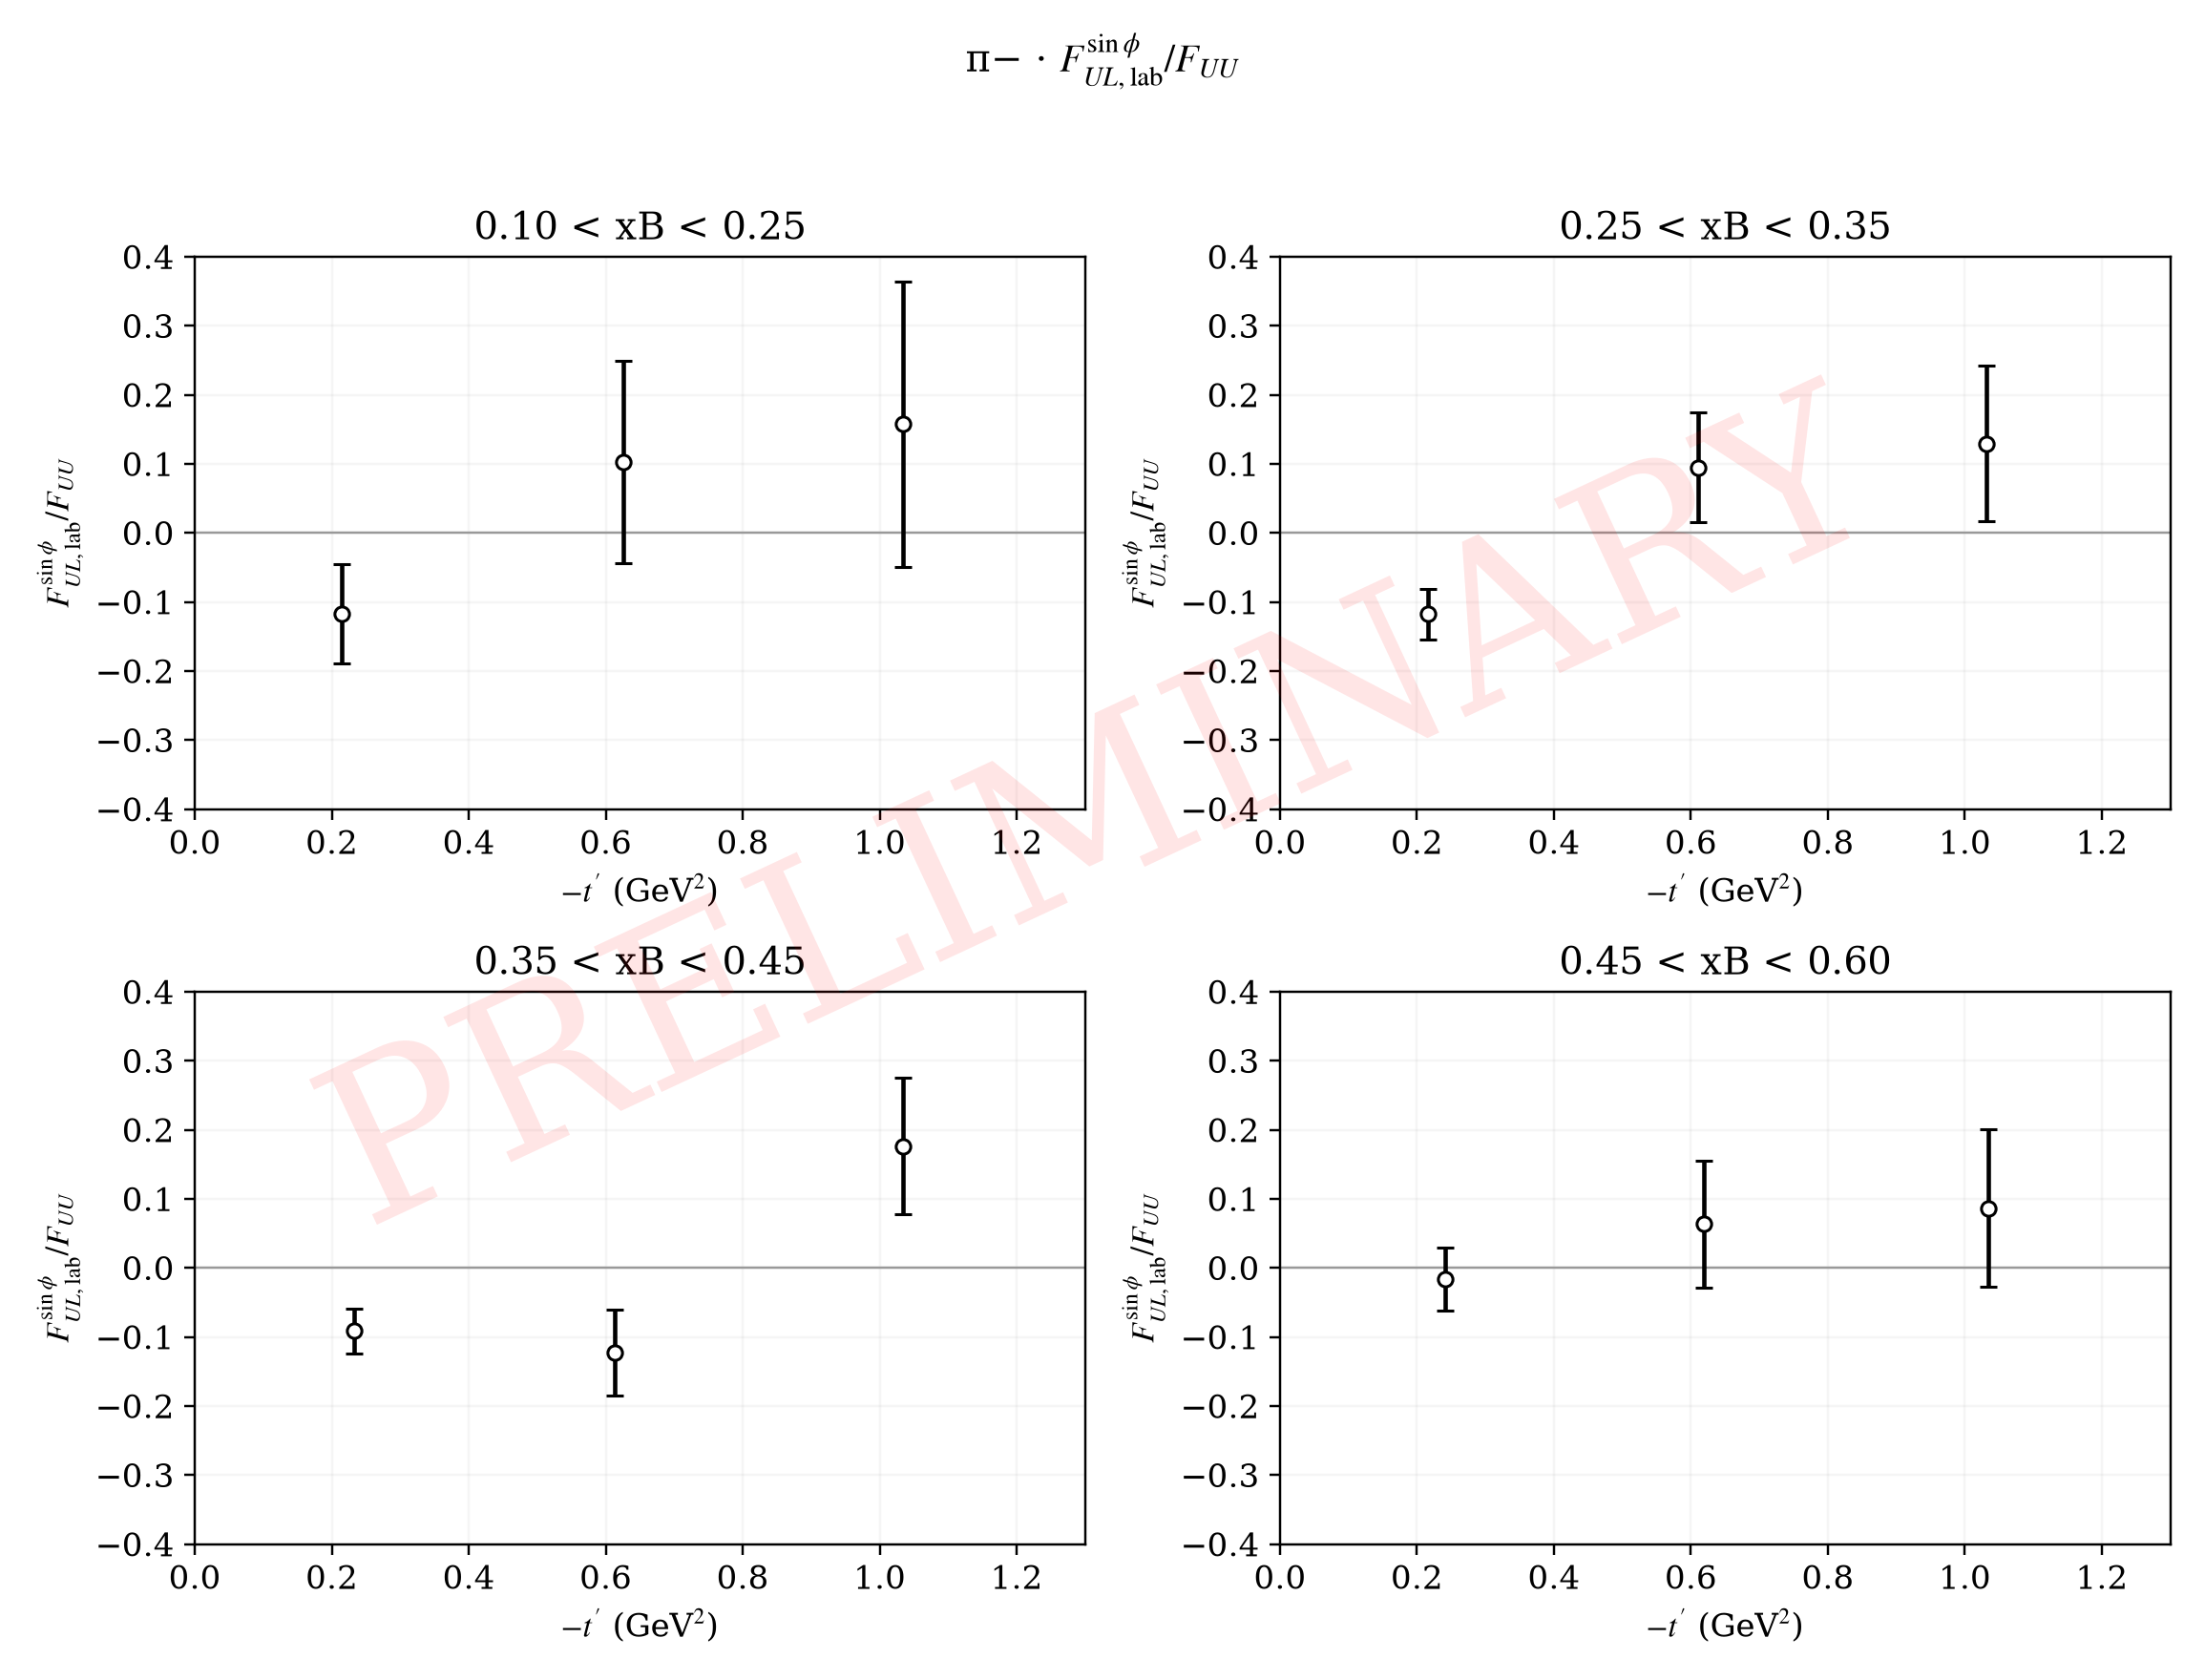 π− · F^{sin ϕ}_{UL, lab}/F_{UU}
0.10 < xB < 0.25
0.4
0.3
0.2
0.1
0.0
−0.1
−0.2
−0.3
−0.4
F^{sin ϕ}_{UL, lab}/F_{UU}
0.0 0.2 0.4 0.6 0.8 1.0 1.2
−t′ (GeV²)
0.25 < xB < 0.35
0.4
0.3
0.2
0.1
0.0
−0.1
−0.2
−0.3
−0.4
F^{sin ϕ}_{UL, lab}/F_{UU}
0.0 0.2 0.4 0.6 0.8 1.0 1.2
−t′ (GeV²)
0.35 < xB < 0.45
0.4
0.3
0.2
0.1
0.0
−0.1
−0.2
−0.3
−0.4
F^{sin ϕ}_{UL, lab}/F_{UU}
0.0 0.2 0.4 0.6 0.8 1.0 1.2
−t′ (GeV²)
0.45 < xB < 0.60
0.4
0.3
0.2
0.1
0.0
−0.1
−0.2
−0.3
−0.4
F^{sin ϕ}_{UL, lab}/F_{UU}
0.0 0.2 0.4 0.6 0.8 1.0 1.2
−t′ (GeV²)
PRELIMINARY